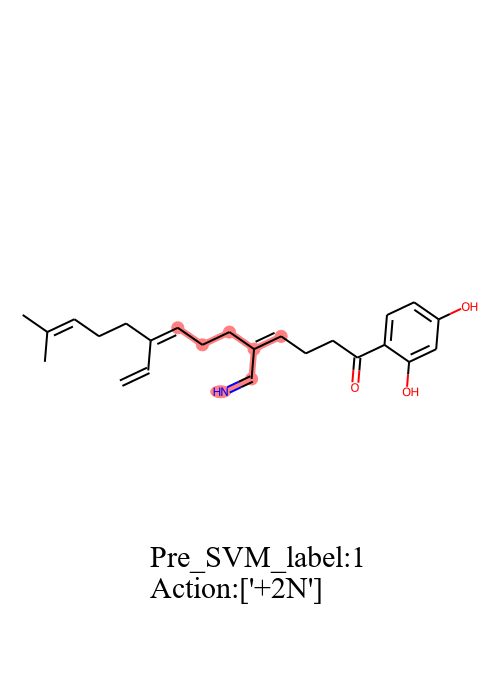 OH
HN
O
OH
Pre_SVM_label:1
Action:['+2N']